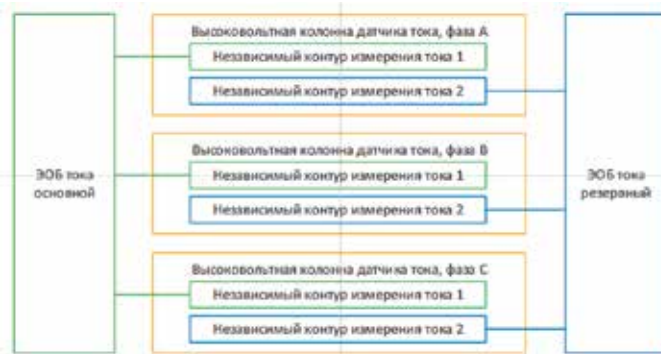 Высоковольтная колонна датчика тока, фаза A
Независимый контур измерения тока 1
Независимый контур измерения тока 2
Высоковольтная колонна датчика тока, фаза B
Независимый контур измерения тока 1
Независимый контур измерения тока 2
Высоковольтная колонна датчика тока, фаза C
Независимый контур измерения тока 1
Независимый контур измерения тока 2
ЭОБ тока
основной
ЭОБ тока
резервный